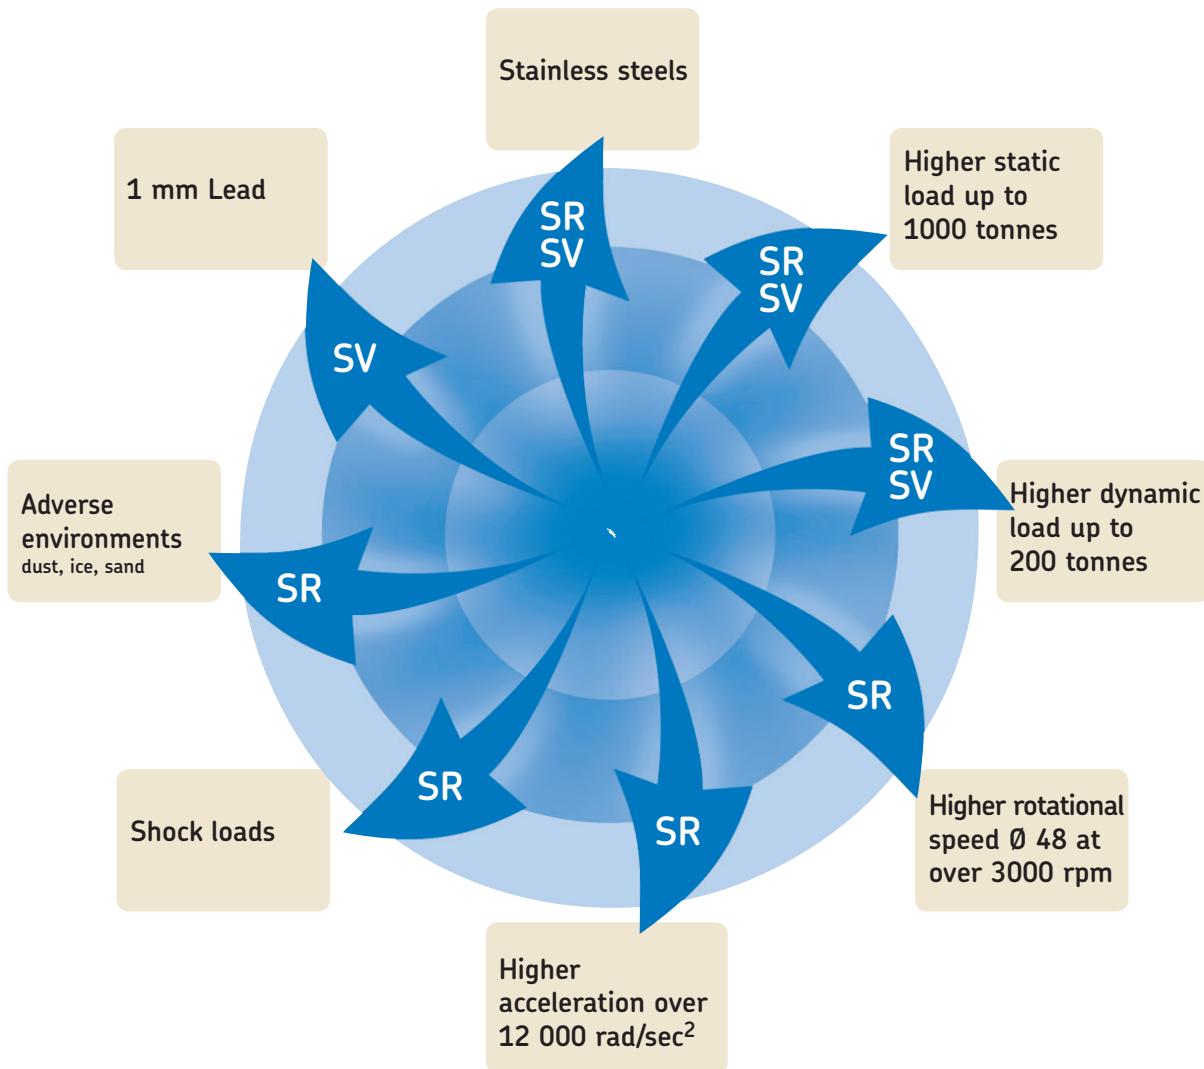 Stainless steels
SR
SV
Higher static
load up to
1000 tonnes
SR
SV
Higher dynamic
load up to
200 tonnes
SR
SV
Higher rotational
speed Ø 48 at
over 3000 rpm
SR
Higher
acceleration over
12 000 rad/sec²
SR
Shock loads
SR
Adverse
environments
dust, ice, sand
SR
1 mm Lead
SV